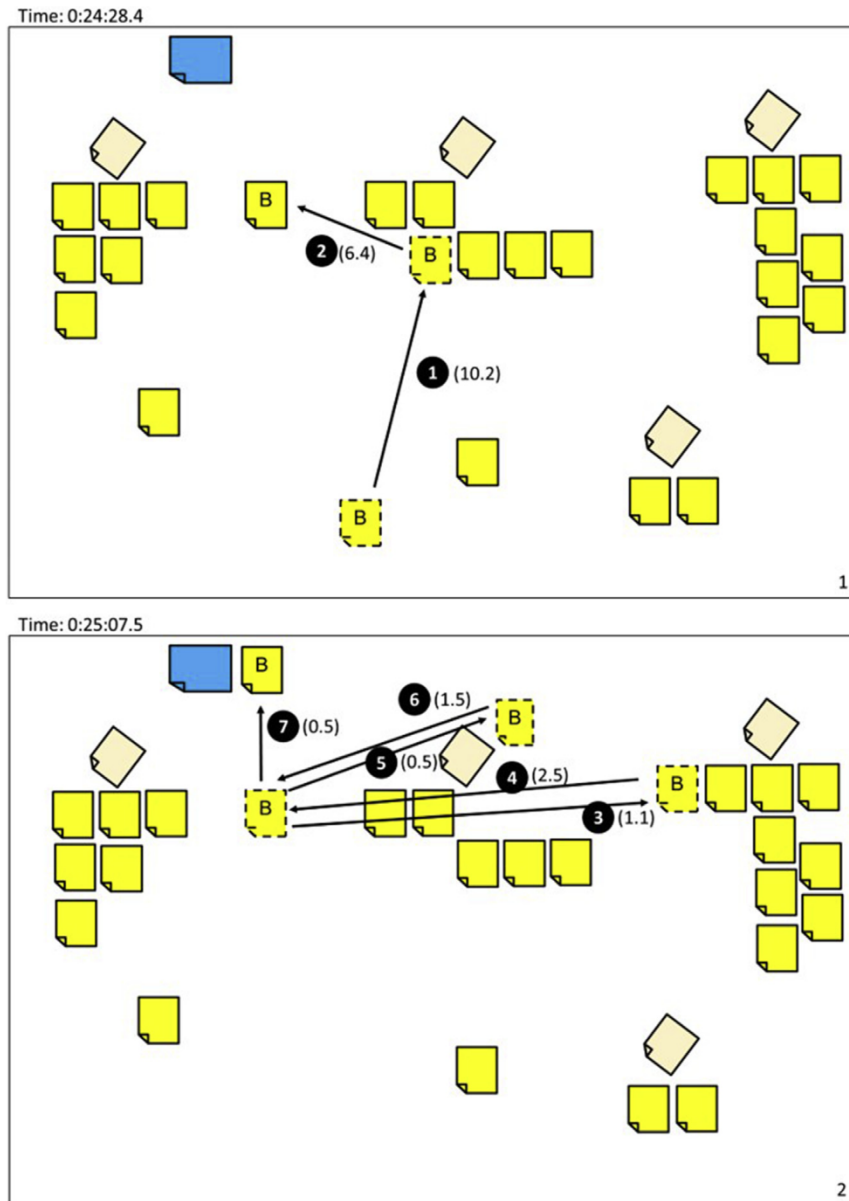 Time: 0:24:28.4
B
2 (6.4)
B
1 (10.2)
B
1
Time: 0:25:07.5
B
6 (1.5)
B
7 (0.5)
5 (0.5)
4 (2.5)
B
B
3 (1.1)
2